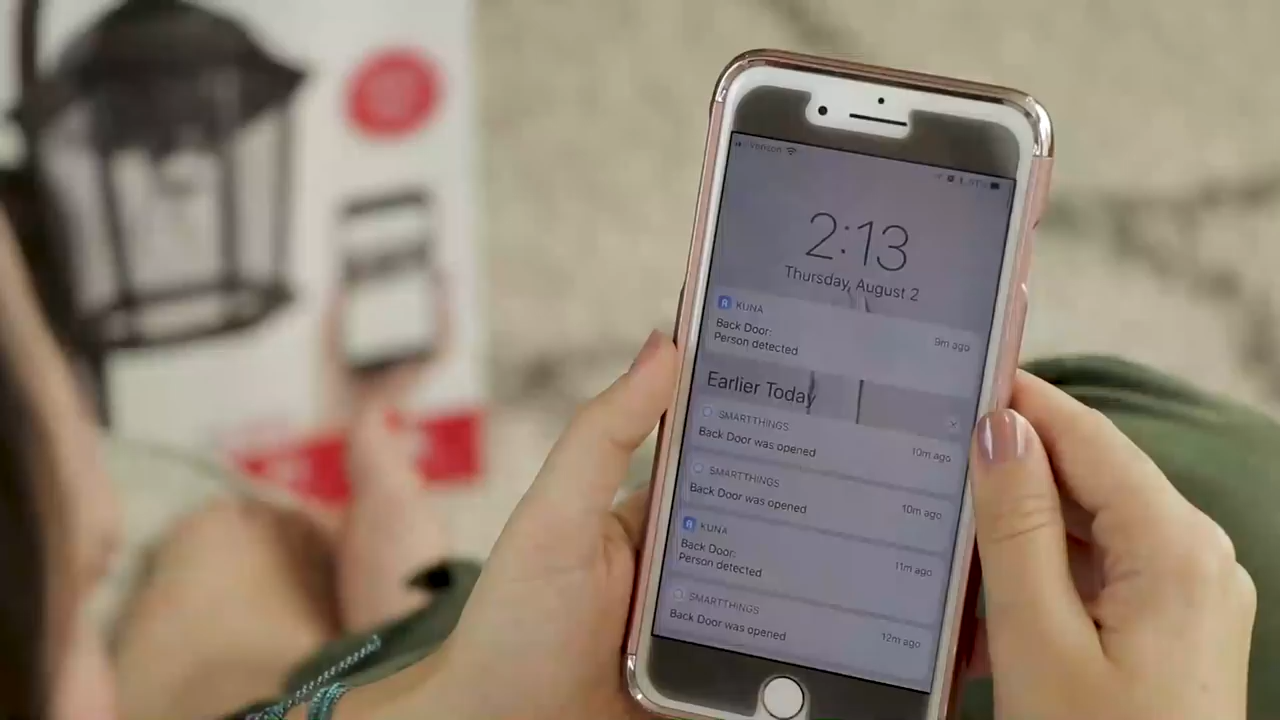 Verizon
2:13
Thursday, August 2
KUNA
Back Door:
Person detected
9m ago
Earlier Today
SMARTTHINGS
Back Door was opened
10m ago
SMARTTHINGS
Back Door was opened
10m ago
KUNA
Back Door:
Person detected
11m ago
SMARTTHINGS
Back Door was opened
12m ago